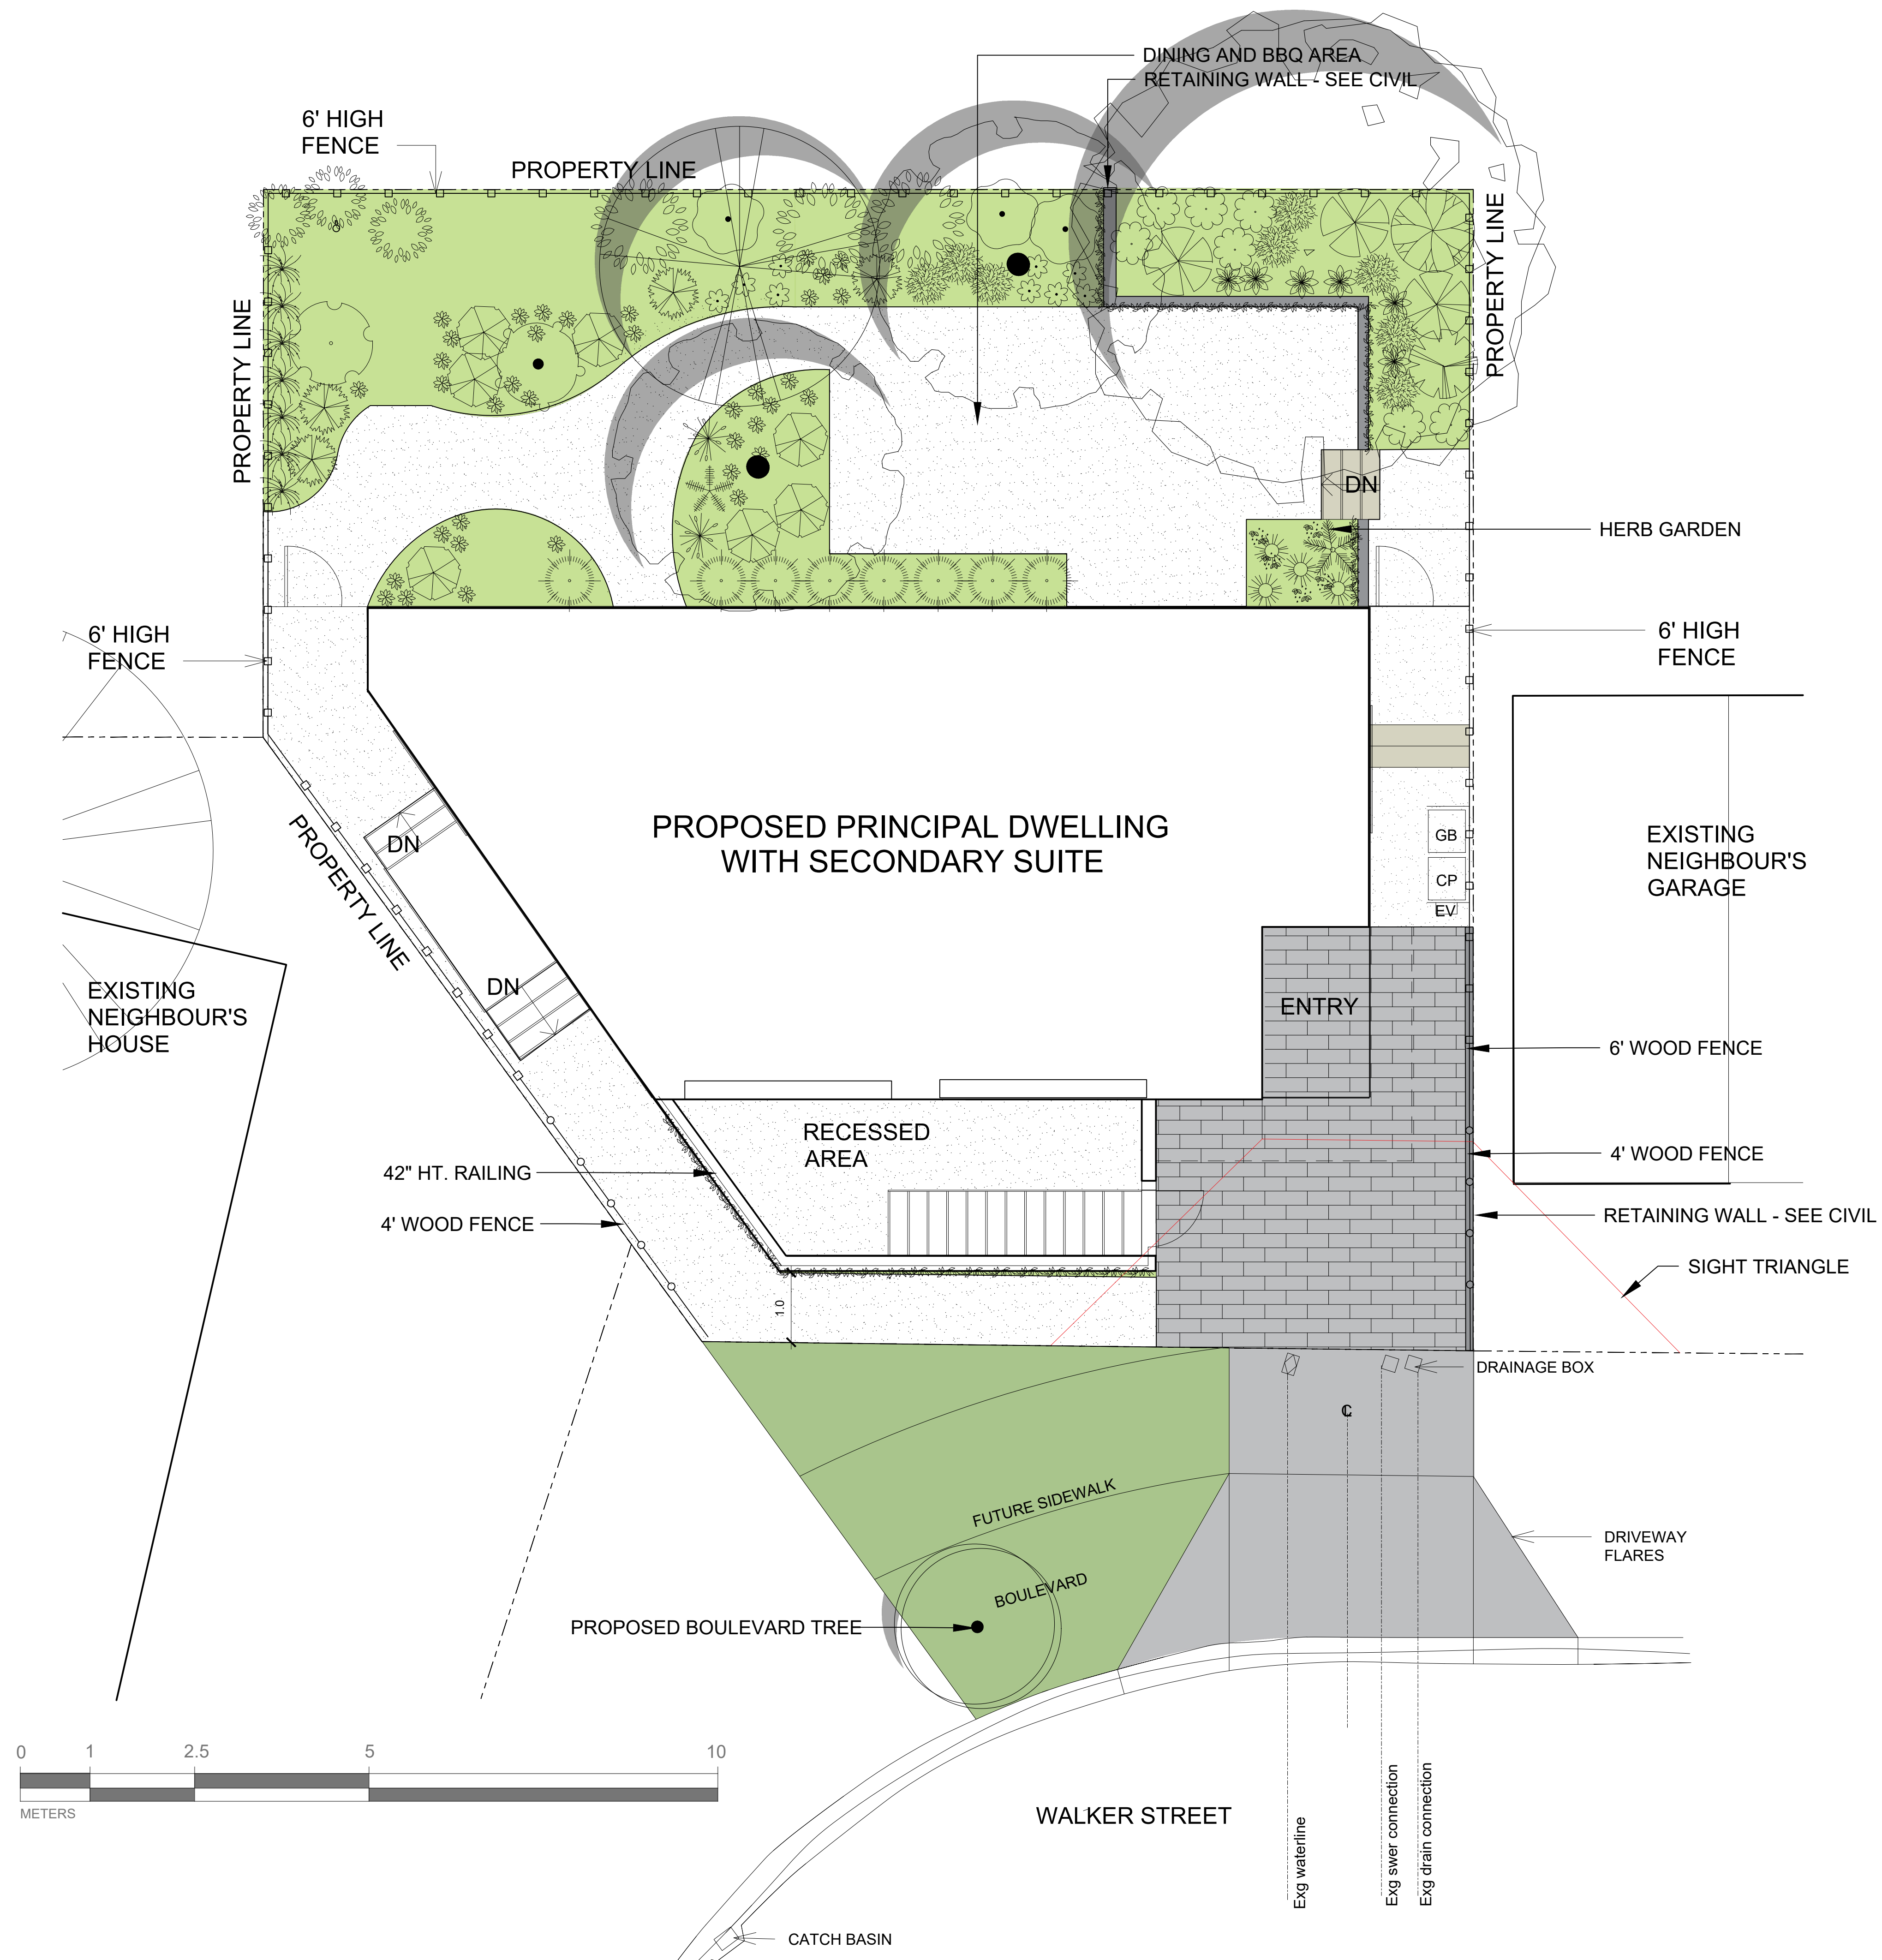 DINING AND BBQ AREA
RETAINING WALL - SEE CIVIL
6' HIGH
FENCE
PROPERTY LINE
PROPERTY LINE
PROPERTY LINE
DN
HERB GARDEN
6' HIGH
FENCE
6' HIGH
FENCE
PROPOSED PRINCIPAL DWELLING
WITH SECONDARY SUITE
DN
PROPERTY LINE
GB
CP
EV
EXISTING
NEIGHBOUR'S
GARAGE
DN
EXISTING
NEIGHBOUR'S
HOUSE
ENTRY
6' WOOD FENCE
RECESSED
AREA
4' WOOD FENCE
42" HT. RAILING
4' WOOD FENCE
RETAINING WALL - SEE CIVIL
SIGHT TRIANGLE
1.0
DRAINAGE BOX
CL
FUTURE SIDEWALK
DRIVEWAY
FLARES
BOULEVARD
PROPOSED BOULEVARD TREE
0 1 2.5 5 10
METERS
WALKER STREET
Exg waterline
Exg swer connection
Exg drain connection
CATCH BASIN